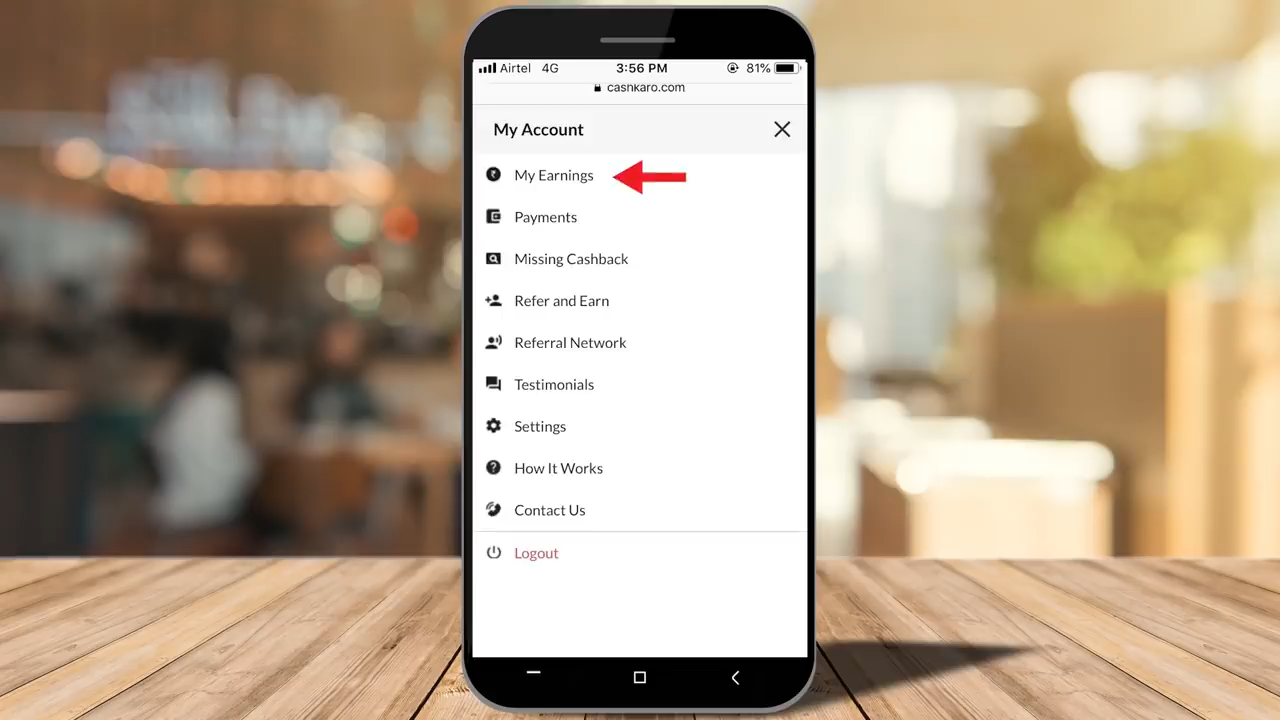 Airtel 4G 3:56 PM 81%
cashkaro.com
My Account
My Earnings
Payments
Missing Cashback
Refer and Earn
Referral Network
Testimonials
Settings
How It Works
Contact Us
Logout